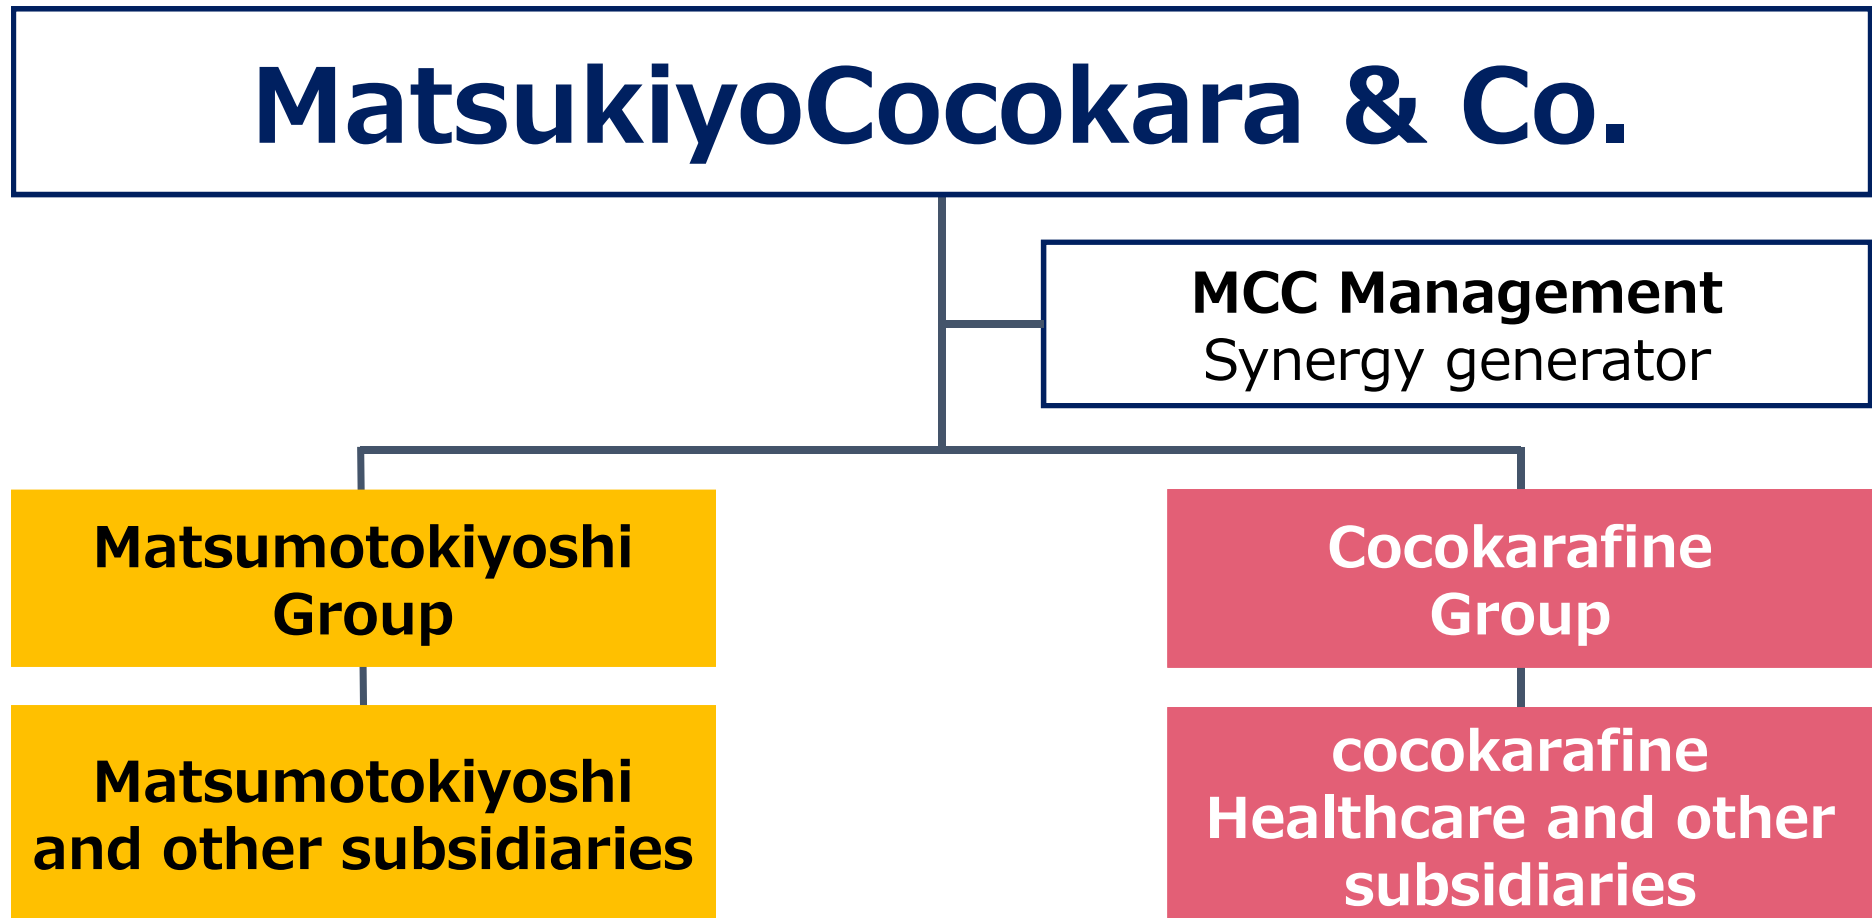 MatsukiyoCocokara & Co.
MCC Management
Synergy generator
Matsumotokiyoshi
Group
Cocokarafine
Group
Matsumotokiyoshi
and other subsidiaries
cocokarafine
Healthcare and other
subsidiaries